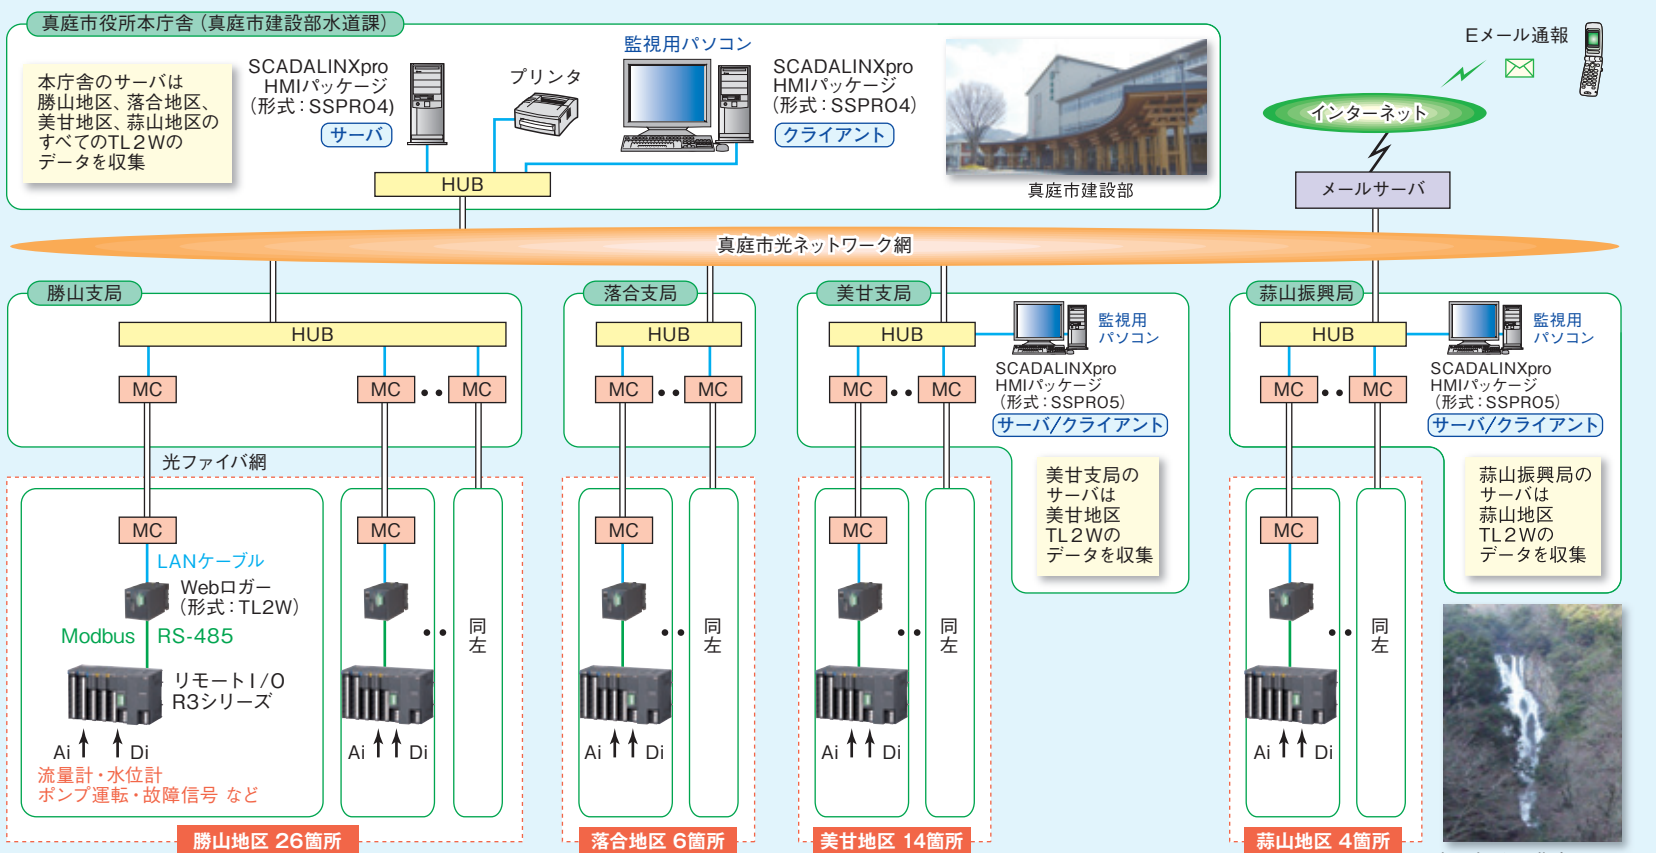 真庭市役所本庁舎（真庭市建設部水道課）
本庁舎のサーバは
勝山地区、落合地区、
美甘地区、蒜山地区の
すべてのTL2Wの
データを収集
SCADALINXpro
HMIパッケージ
（形式：SSPRO4)
サーバ
プリンタ
監視用パソコン
SCADALINXpro
HMIパッケージ
（形式：SSPRO4）
クライアント
HUB
真庭市建設部
Eメール通報
インターネット
メールサーバ
真庭市光ネットワーク網
勝山支局
HUB
MC
MC
MC
光ファイバ網
MC
LANケーブル
Webロガー
（形式：TL2W）
Modbus
RS-485
リモートI/O
R3シリーズ
Ai
Di
流量計・水位計
ポンプ運転・故障信号 など
Ai
Di
同左
勝山地区 26箇所
落合支局
HUB
MC
MC
MC
Ai
Di
同左
落合地区 6箇所
美甘支局
HUB
監視用
パソコン
MC
MC
SCADALINXpro
HMIパッケージ
（形式：SSPRO5）
サーバ/クライアント
美甘支局の
サーバは
美甘地区
TL2Wの
データを収集
MC
Ai
Di
同左
美甘地区 14箇所
蒜山振興局
HUB
監視用
パソコン
MC
MC
SCADALINXpro
HMIパッケージ
（形式：SSPRO5）
サーバ/クライアント
蒜山振興局の
サーバは
蒜山地区
TL2Wの
データを収集
MC
Ai
Di
同左
蒜山地区 4箇所